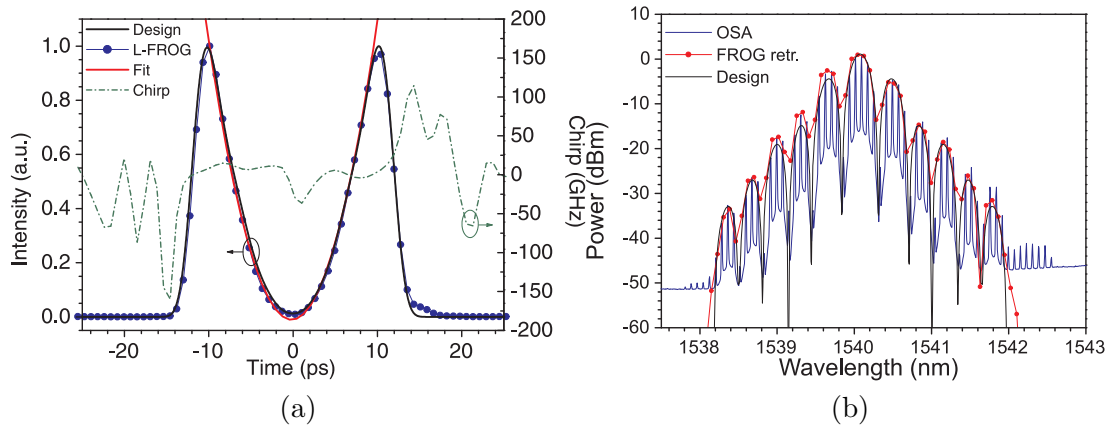 Design
L-FROG
Fit
Chirp
Intensity (a.u.)
1.0
0.8
0.6
0.4
0.2
0.0
-20
-10
0
10
20
Time (ps)
200
150
100
50
0
-50
-100
-150
-200
Chirp (GHz)
(a)
OSA
FROG retr.
Design
Power (dBm)
10
0
-10
-20
-30
-40
-50
-60
1538
1539
1540
1541
1542
1543
Wavelength (nm)
(b)